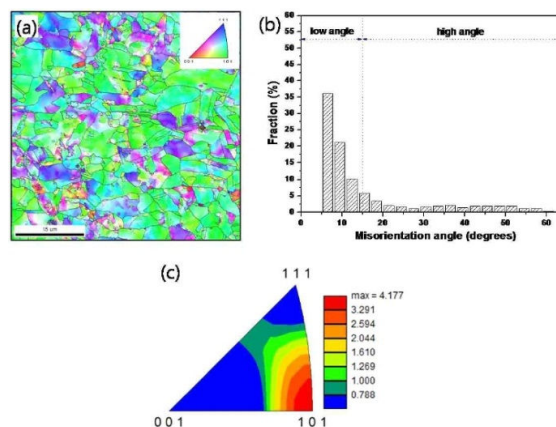 (a)
1 1 1
0 0 1
1 0 1
(b)
low angle
high angle
60
55
50
45
40
35
30
25
20
15
10
5
0
Fraction (%)
0 10 20 30 40 50 60
Misorientation angle (degrees)
(c)
1 1 1
0 0 1
1 0 1
max = 4.177
3.291
2.594
2.044
1.610
1.269
1.000
0.788